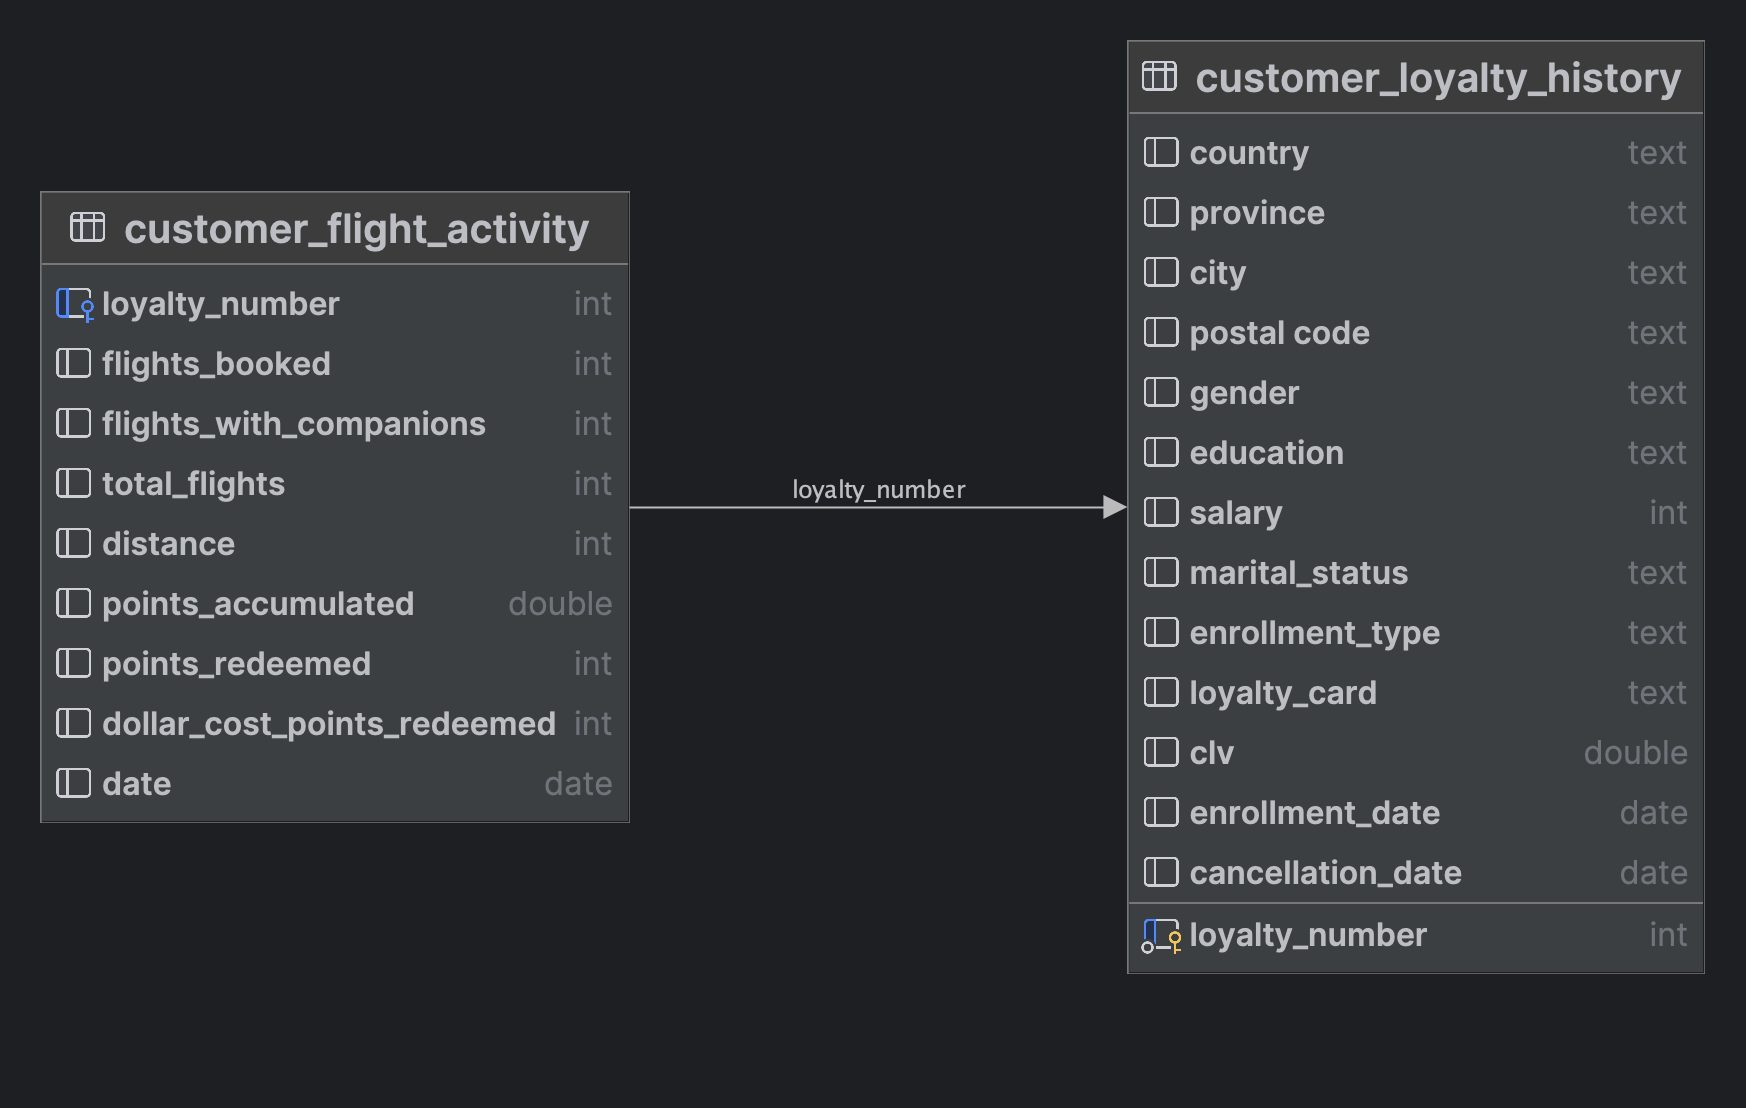 customer_flight_activity
loyalty_number int
flights_booked int
flights_with_companions int
total_flights int
distance int
points_accumulated double
points_redeemed int
dollar_cost_points_redeemed int
date date
loyalty_number
customer_loyalty_history
country text
province text
city text
postal code text
gender text
education text
salary int
marital_status text
enrollment_type text
loyalty_card text
clv double
enrollment_date date
cancellation_date date
loyalty_number int